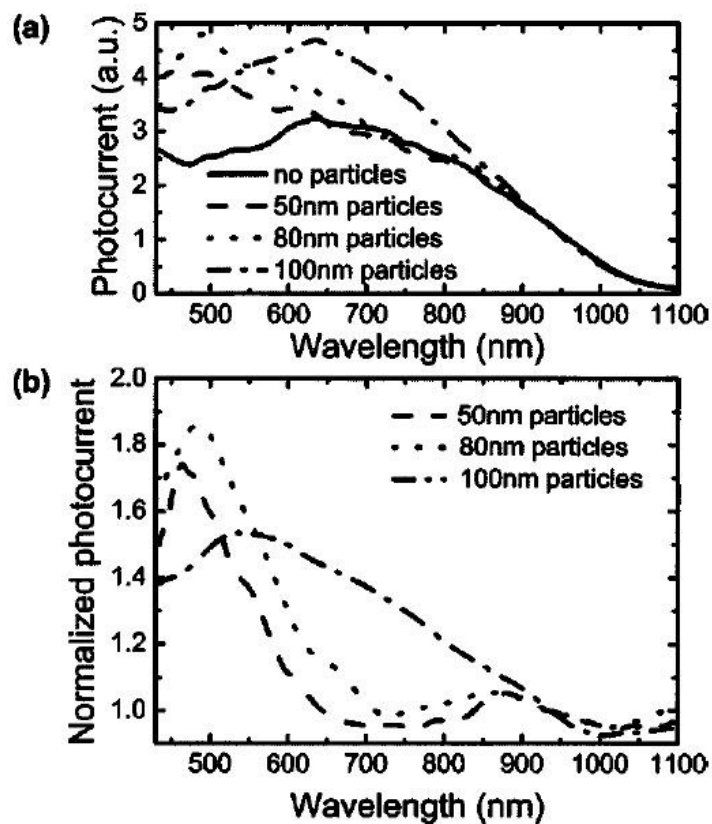 (a)
Photocurrent (a.u.)
5
4
3
2
1
0
no particles
50nm particles
80nm particles
100nm particles
500 600 700 800 900 1000 1100
Wavelength (nm)
(b)
Normalized photocurrent
2.0
1.8
1.6
1.4
1.2
1.0
50nm particles
80nm particles
100nm particles
500 600 700 800 900 1000 1100
Wavelength (nm)